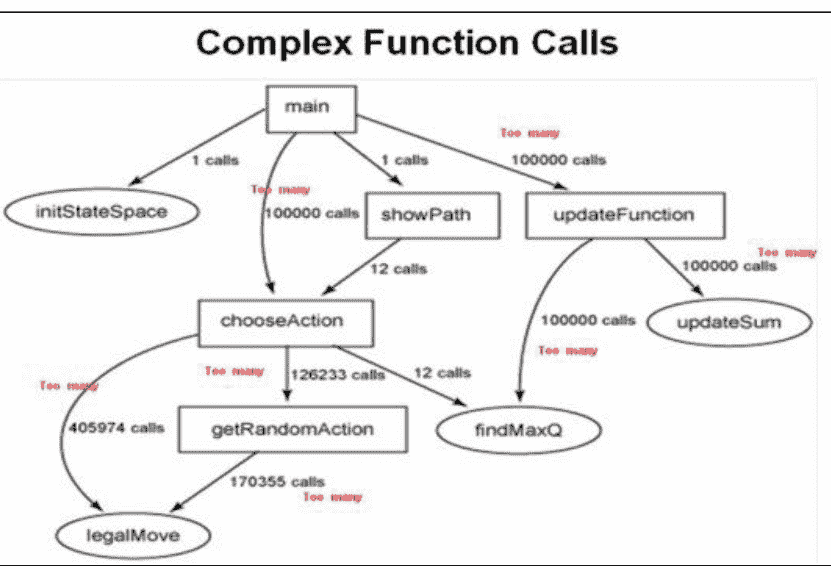 Complex Function Calls
main
Too many
1 calls
1 calls
100000 calls
Too many
initStateSpace
100000 calls
showPath
updateFunction
Too many
12 calls
100000 calls
chooseAction
100000 calls
updateSum
Too many
Too many
126233 calls
12 calls
Too many
405974 calls
getRandomAction
findMaxQ
170355 calls
Too many
legalMove